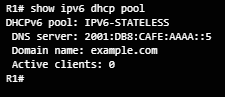 R1# show ipv6 dhcp pool
DHCPv6 pool: IPV6-STATELESS
DNS server: 2001:DB8:CAFE:AAAA::5
Domain name: example.com
Active clients: 0
R1#